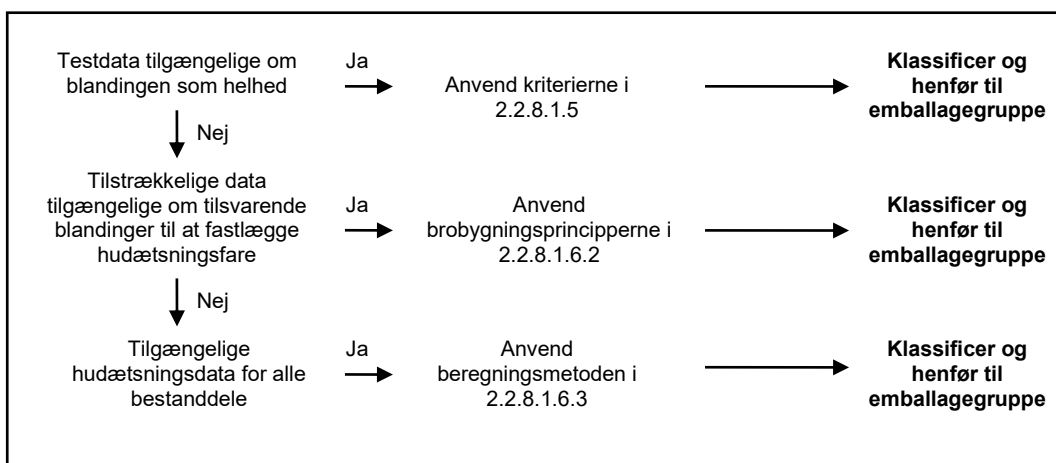 Testdata tilgængelige om
blandingen som helhed
Ja
Anvend kriterierne i
2.2.8.1.5
Klassificer og
henfør til
emballagegruppe
Nej
Tilstrækkelige data
tilgængelige om tilsvarende
blandinger til at fastlægge
hudætsningsfare
Ja
Anvend
brobygningsprincipperne i
2.2.8.1.6.2
Klassificer og
henfør til
emballagegruppe
Nej
Tilgængelige
hudætsningsdata for alle
bestanddele
Ja
Anvend
beregningsmetoden i
2.2.8.1.6.3
Klassificer og
henfør til
emballagegruppe